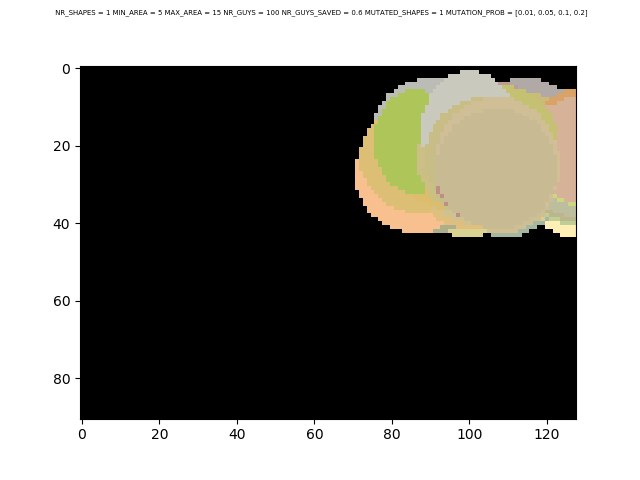 NR_SHAPES = 1 MIN_AREA = 5 MAX_AREA = 15 NR_GUYS = 100 NR_GUYS_SAVED = 0.6 MUTATED_SHAPES = 1 MUTATION_PROB = [0.01, 0.05, 0.1, 0.2]
0
20
40
60
80
0 20 40 60 80 100 120